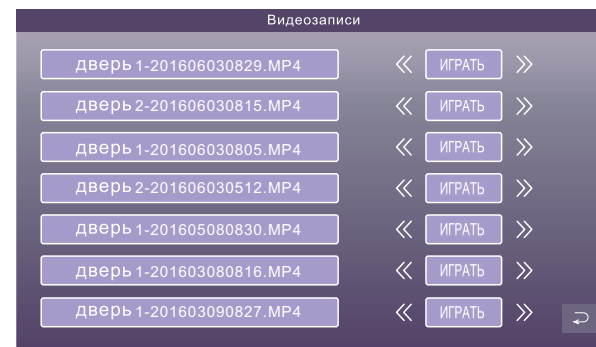 Видеозаписи
дверь 1-201606030829.MP4 ИГРАТЬ
дверь 2-201606030815.MP4 ИГРАТЬ
дверь 1-201606030805.MP4 ИГРАТЬ
дверь 2-201606030512.MP4 ИГРАТЬ
дверь 1-201605080830.MP4 ИГРАТЬ
дверь 1-201603080816.MP4 ИГРАТЬ
дверь 1-201603090827.MP4 ИГРАТЬ